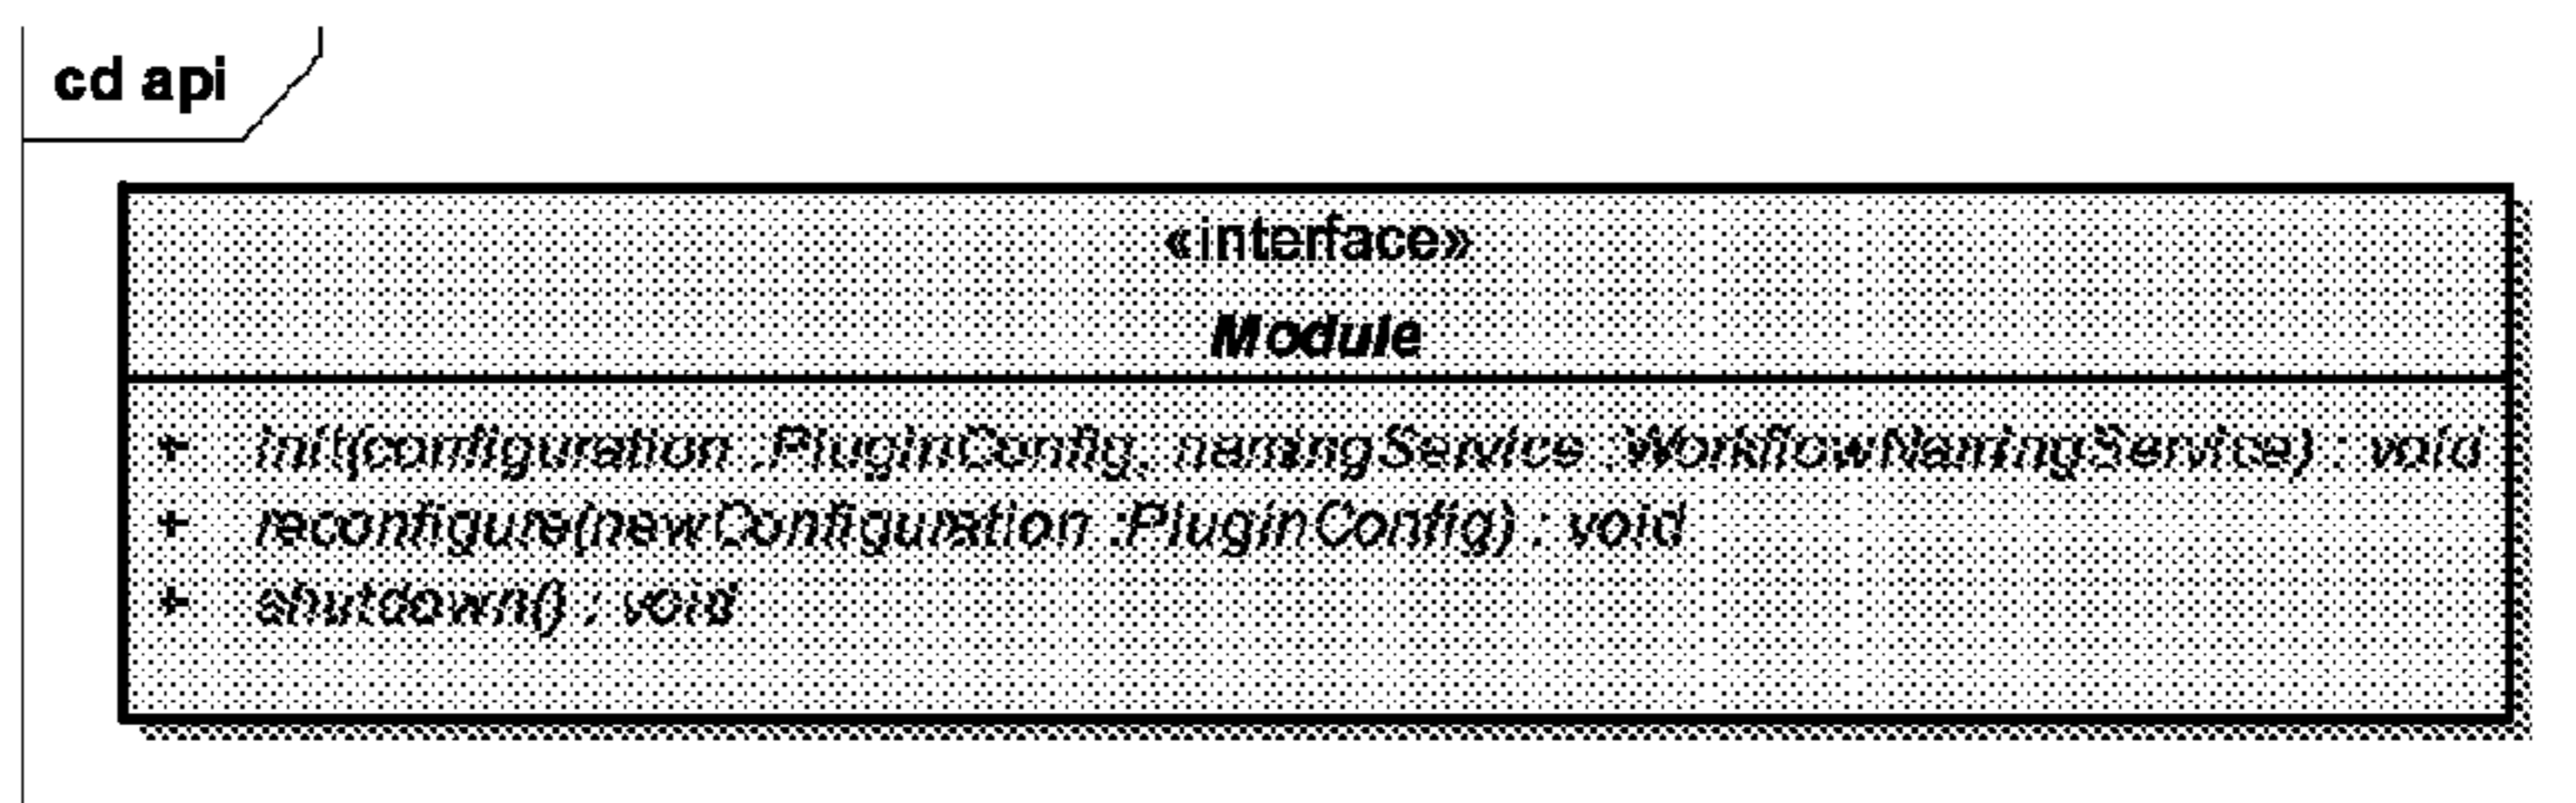 cd api
«interface»
Module
+ init(configuration :PluginConfig, namingService :WorkflowNamingService) : void
+ reconfigure(newConfiguration :PluginConfig) : void
+ shutdown() : void